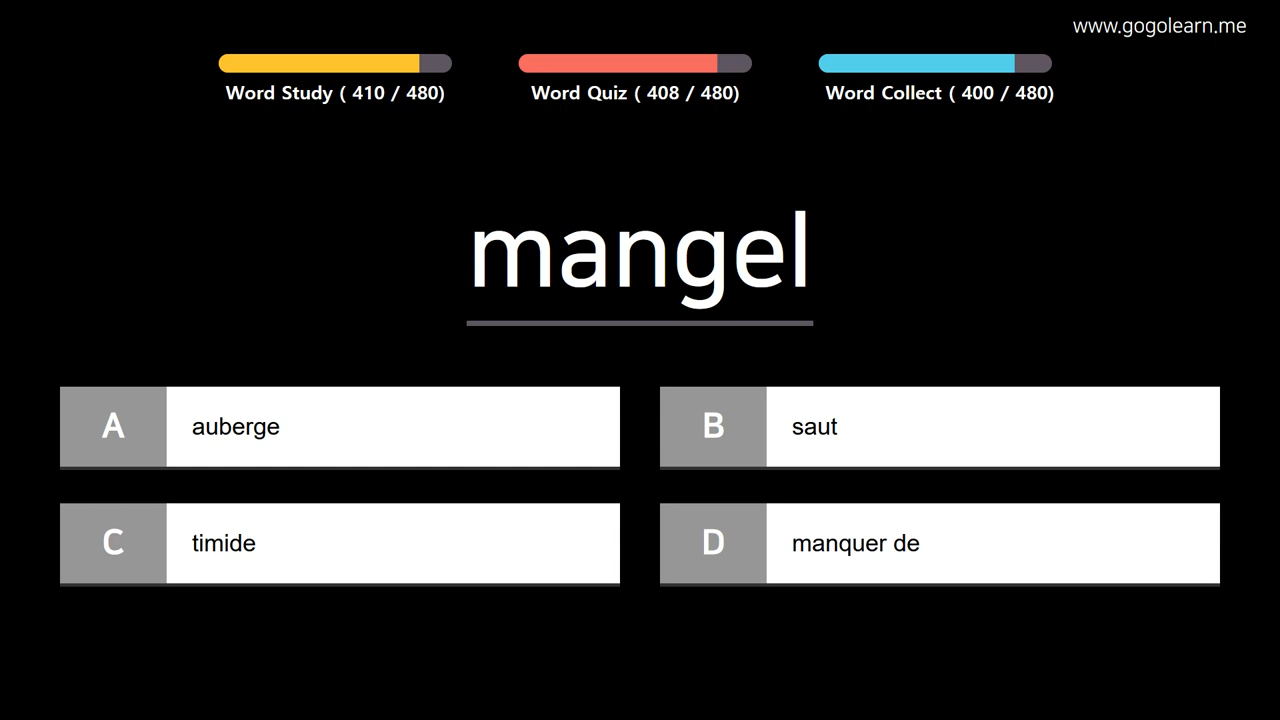 www.gogolearn.me
Word Study ( 410 / 480)
Word Quiz ( 408 / 480)
Word Collect ( 400 / 480)
mangel
A auberge
B saut
C timide
D manquer de